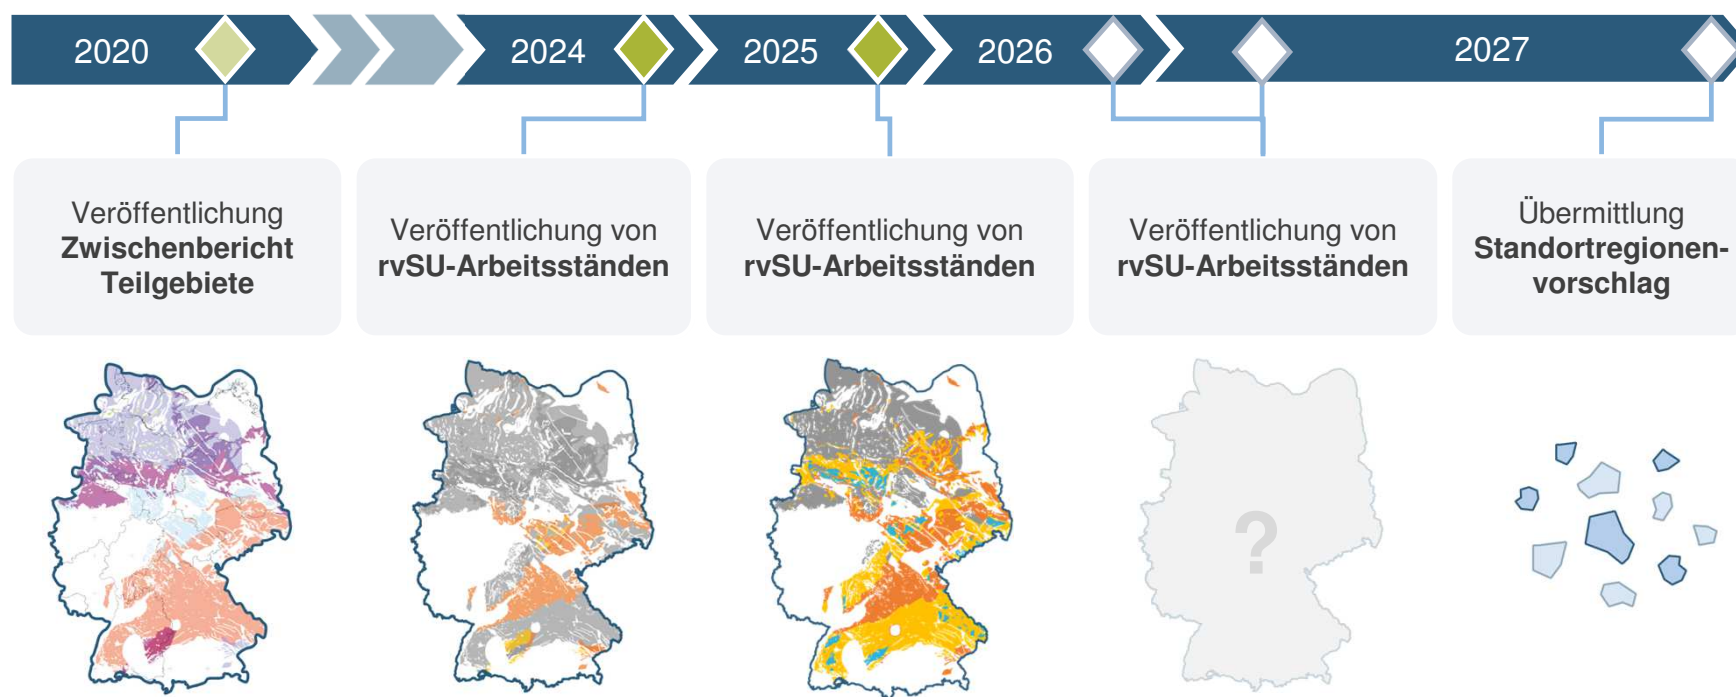 2020
2024
2025
2026
2027
Veröffentlichung
Zwischenbericht
Teilgebiete
Veröffentlichung von
rvSU-Arbeitsständen
Veröffentlichung von
rvSU-Arbeitsständen
Veröffentlichung von
rvSU-Arbeitsständen
Übermittlung
Standortregionen-
vorschlag
?